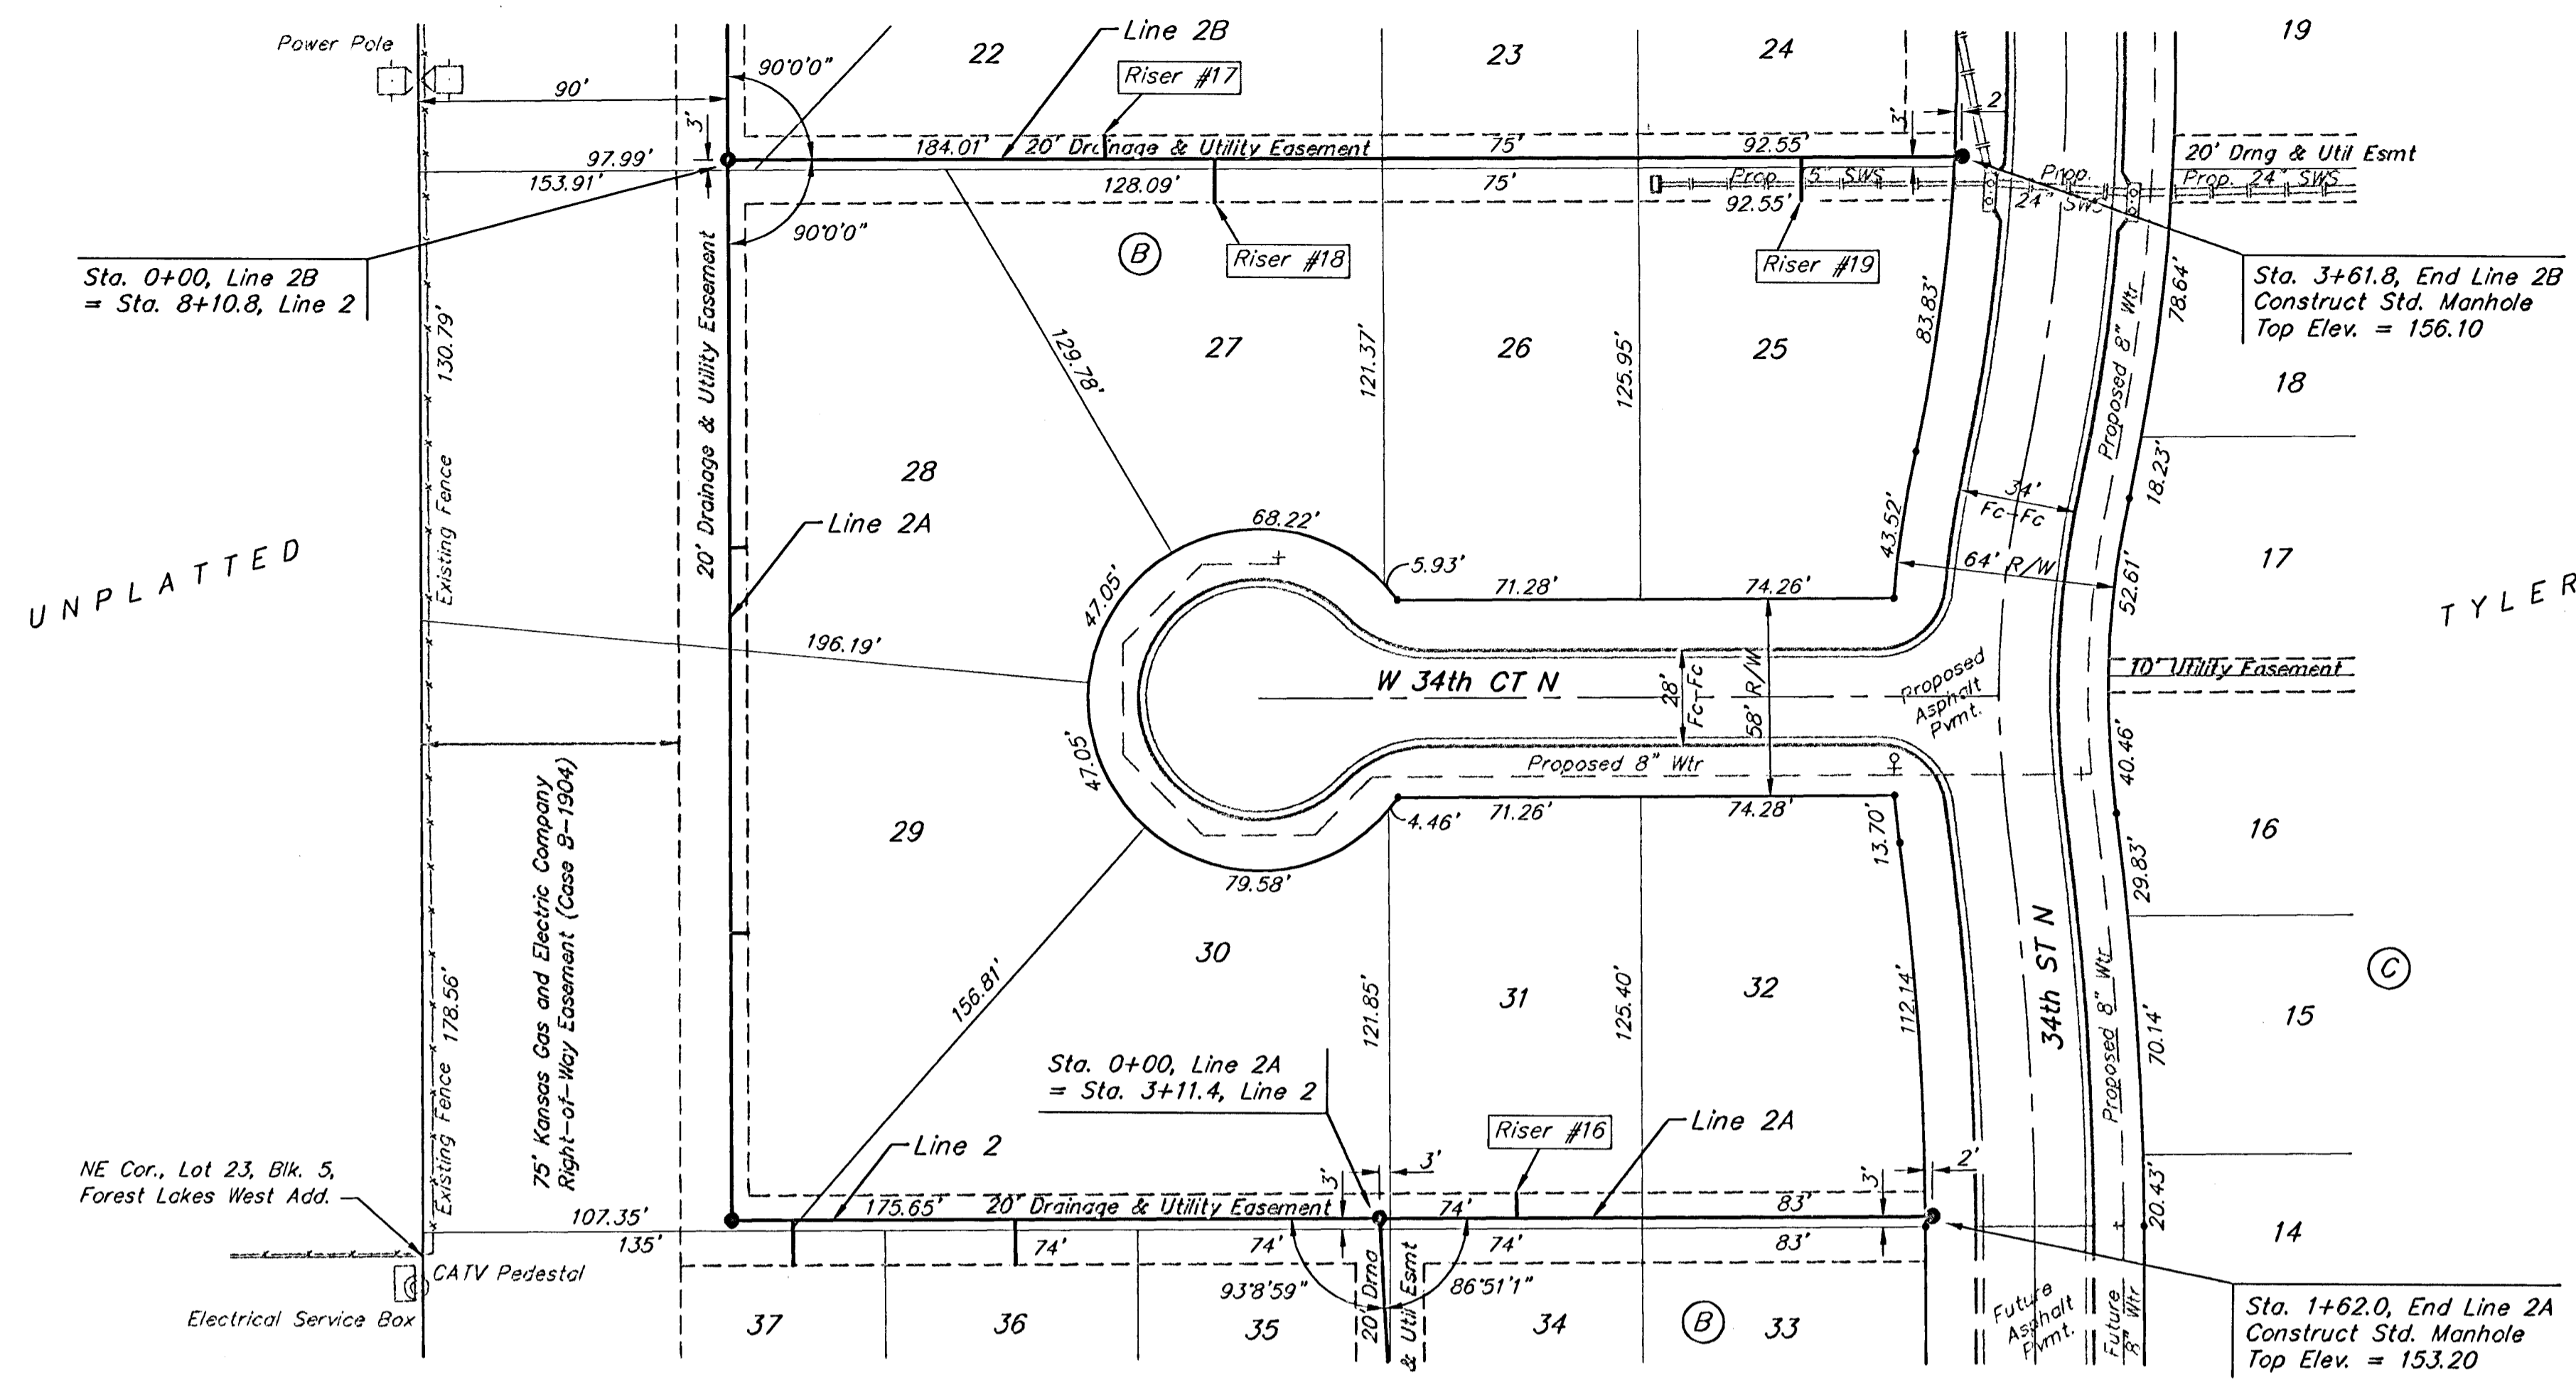 Power Pole
90'
90°0'0"
22
Line 2B
Riser #17
23
24
19
2'
3'
3'
97.99'
153.91'
184.01'
20' Drainage & Utility Easement
75'
92.55'
128.09'
75'
92.55'
Prop. 15" SWS
Prop.
24" SWS
20' Drng & Util Esmt
Prop. 24" SWS
90°0'0"
B
Riser #18
Riser #19
Sta. 0+00, Line 2B
= Sta. 8+10.8, Line 2
Sta. 3+61.8, End Line 2B
Construct Std. Manhole
Top Elev. = 156.10
130.79'
Existing Fence
20' Drainage & Utility Easement
129.78'
27
121.37'
26
125.95'
25
83.83'
78.64'
Proposed 8" Wtr
18
28
Line 2A
18.23'
34'
Fc-Fc
43.52'
64' R/W
52.61'
17
UNPLATTED
TYLER
68.22'
5.93'
47.05'
71.28'
74.26'
196.19'
W 34th CT N
28'
Fc-Fc
58' R/W
Proposed
Asphalt
Pvmt.
10' Utility Easement
47.05'
Proposed 8" Wtr
40.46'
29
79.58'
4.46'
71.26'
74.28'
13.70'
16
29.83'
75' Kansas Gas and Electric Company
Right-of-Way Easement (Case B-1904)
30
156.81'
31
32
121.85'
125.40'
112.14'
34th ST N
Proposed 8" Wtr
C
15
70.14'
Existing Fence 178.56'
Sta. 0+00, Line 2A
= Sta. 3+11.4, Line 2
Riser #16
Line 2A
Line 2
NE Cor., Lot 23, Blk. 5,
Forest Lakes West Add.
3'
3'
3'
2'
20.43'
107.35'
135'
175.65'
20' Drainage & Utility Easement
74'
83'
74'
74'
74'
83'
14
CATV Pedestal
Electrical Service Box
93°8'59"
86°51'1"
20' Drng
& Util Esmt
37
36
35
34
B
33
Future
Asphalt
Pvmt.
Future
8" Wtr
Sta. 1+62.0, End Line 2A
Construct Std. Manhole
Top Elev. = 153.20